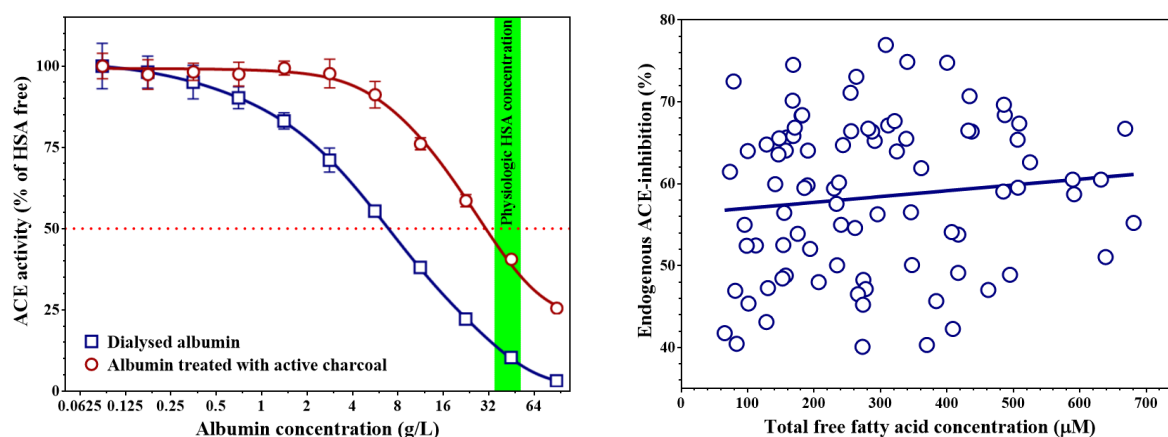 ACE activity (% of HSA free)
100
75
50
25
0
Physiologic HSA concentration
Dialysed albumin
Albumin treated with active charcoal
0.0625 0.125 0.25 0.5 1 2 4 8 16 32 64
Albumin concentration (g/L)
Endogenous ACE-inhibition (%)
80
70
60
50
40
0 100 200 300 400 500 600 700
Total free fatty acid concentration (µM)